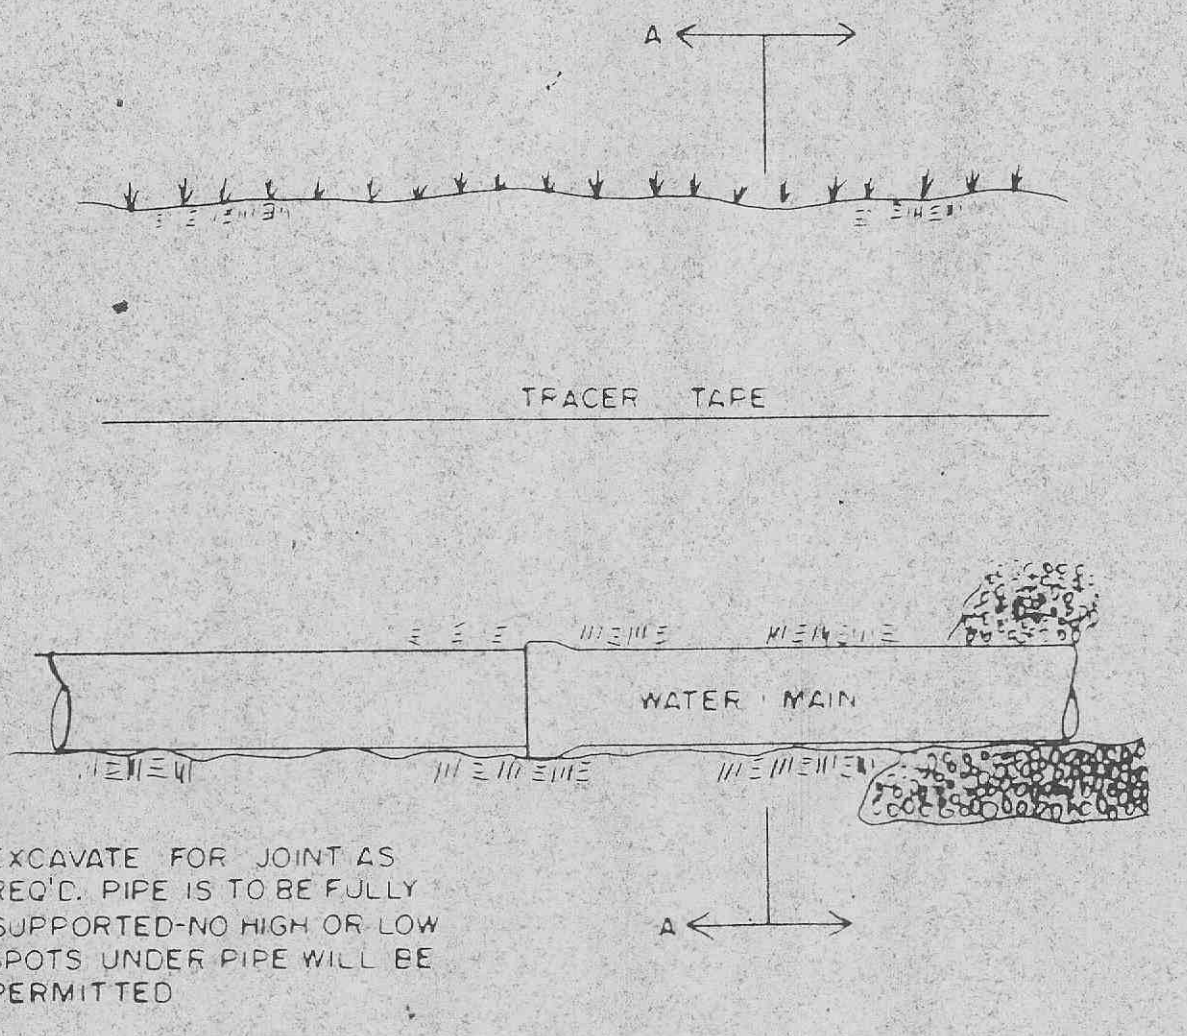 A
TRACER TAPE
WATER MAIN
EXCAVATE FOR JOINT AS
REQ'D. PIPE IS TO BE FULLY
SUPPORTED-NO HIGH OR LOW
SPOTS UNDER PIPE WILL BE
PERMITTED
A